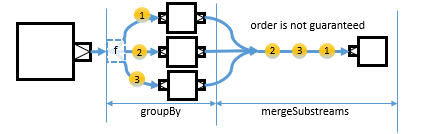 1
order is not guaranteed
f
2
2 3 1
3
groupBy
mergeSubstreams